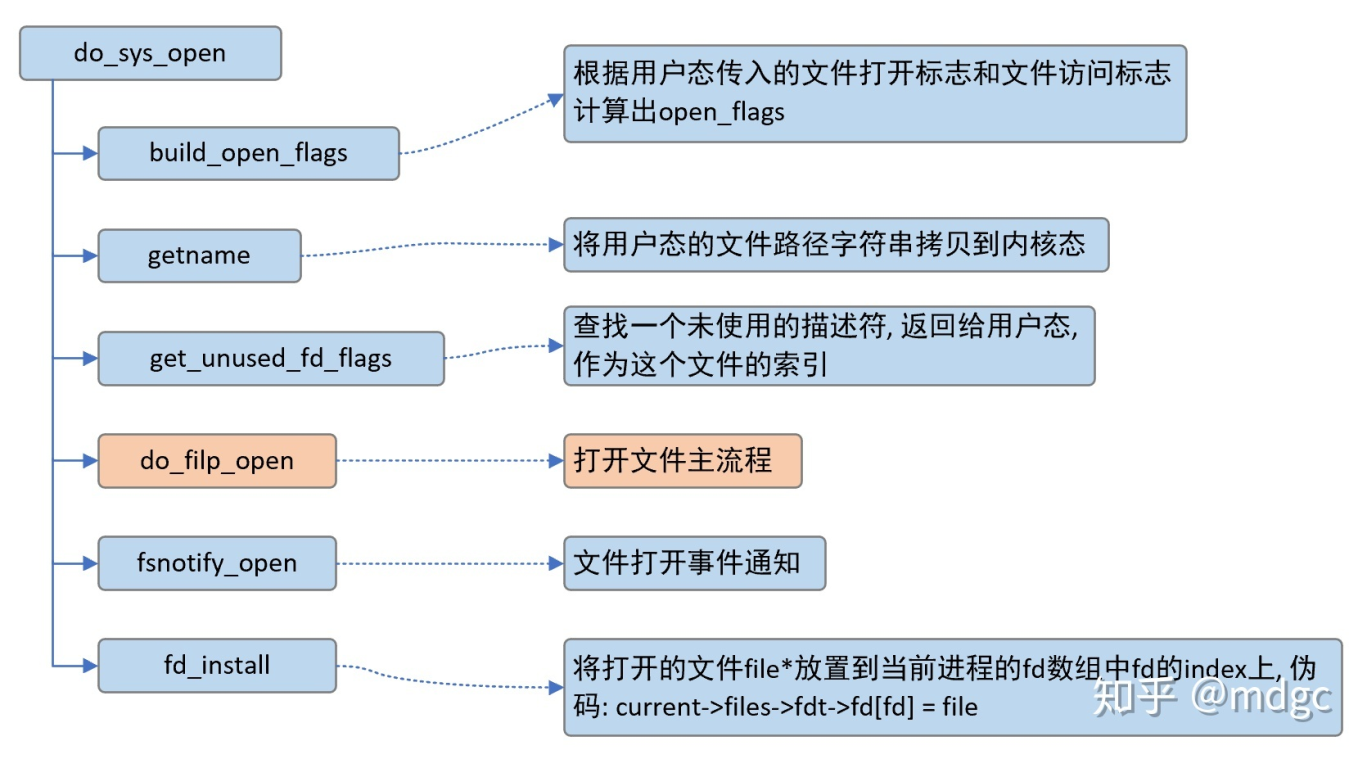 do_sys_open
根据用户态传入的文件打开标志和文件访问标志
计算出open_flags
build_open_flags
将用户态的文件路径字符串拷贝到内核态
getname
查找一个未使用的描述符, 返回给用户态,
作为这个文件的索引
get_unused_fd_flags
do_filp_open
打开文件主流程
fsnotify_open
文件打开事件通知
fd_install
将打开的文件file*放置到当前进程的fd数组中fd的index上, 伪
码: current->files->fdt->fd[fd] = file
知乎 @mdgc